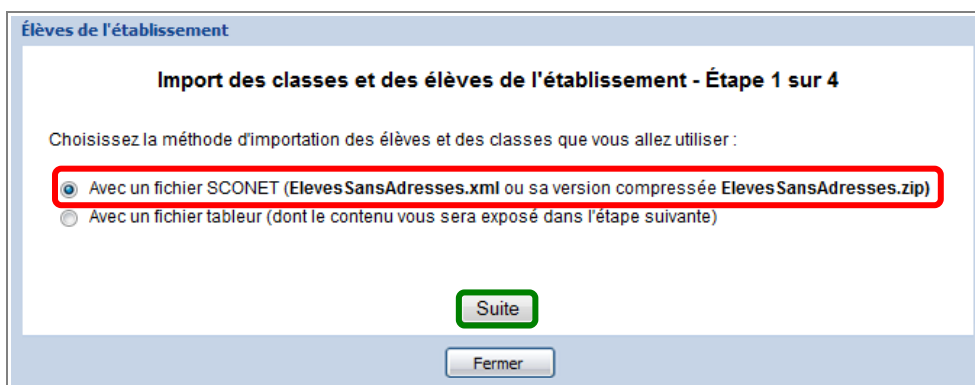 Élèves de l'établissement
Import des classes et des élèves de l'établissement - Étape 1 sur 4
Choisissez la méthode d'importation des élèves et des classes que vous allez utiliser :
Avec un fichier SCONET (ElevesSansAdresses.xml ou sa version compressée ElevesSansAdresses.zip)
Avec un fichier tableur (dont le contenu vous sera exposé dans l'étape suivante)
Suite
Fermer